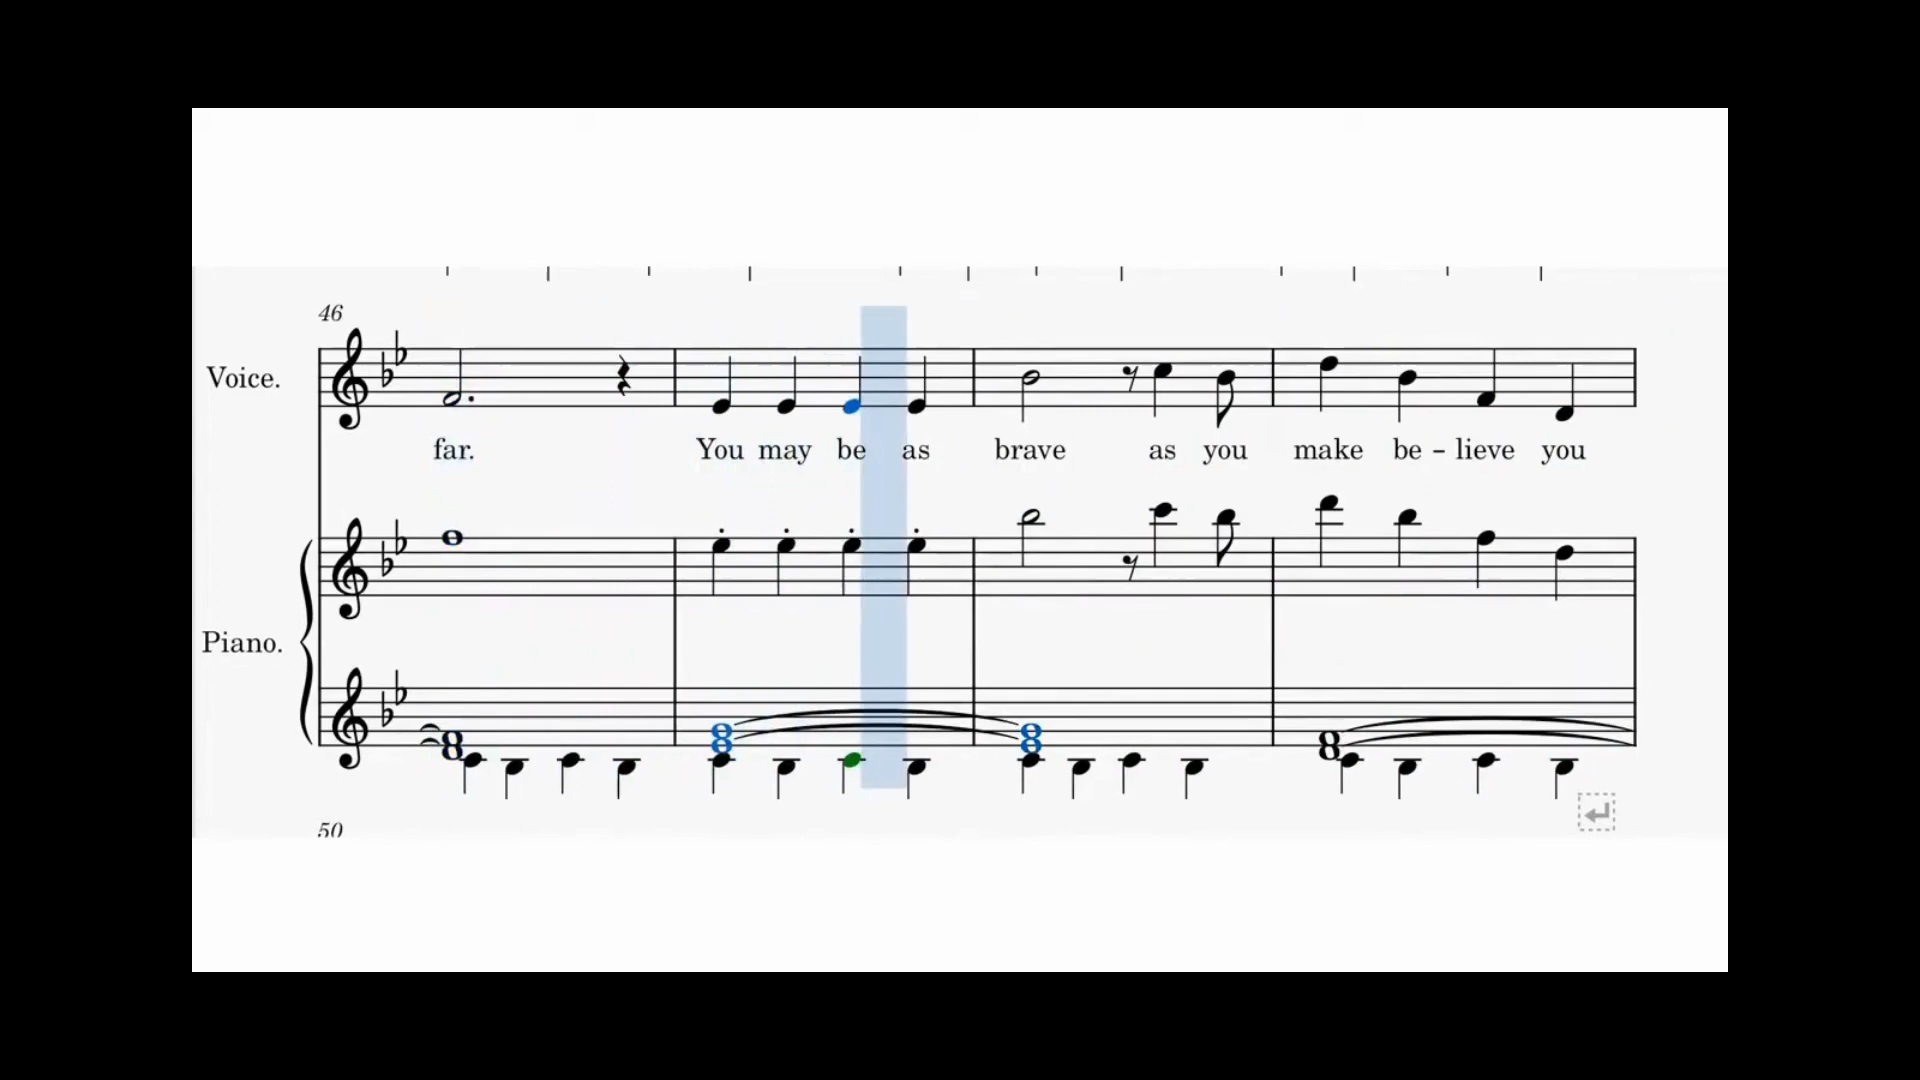 46
Voice.
far. You may be as brave as you make be - lieve you
Piano.
50